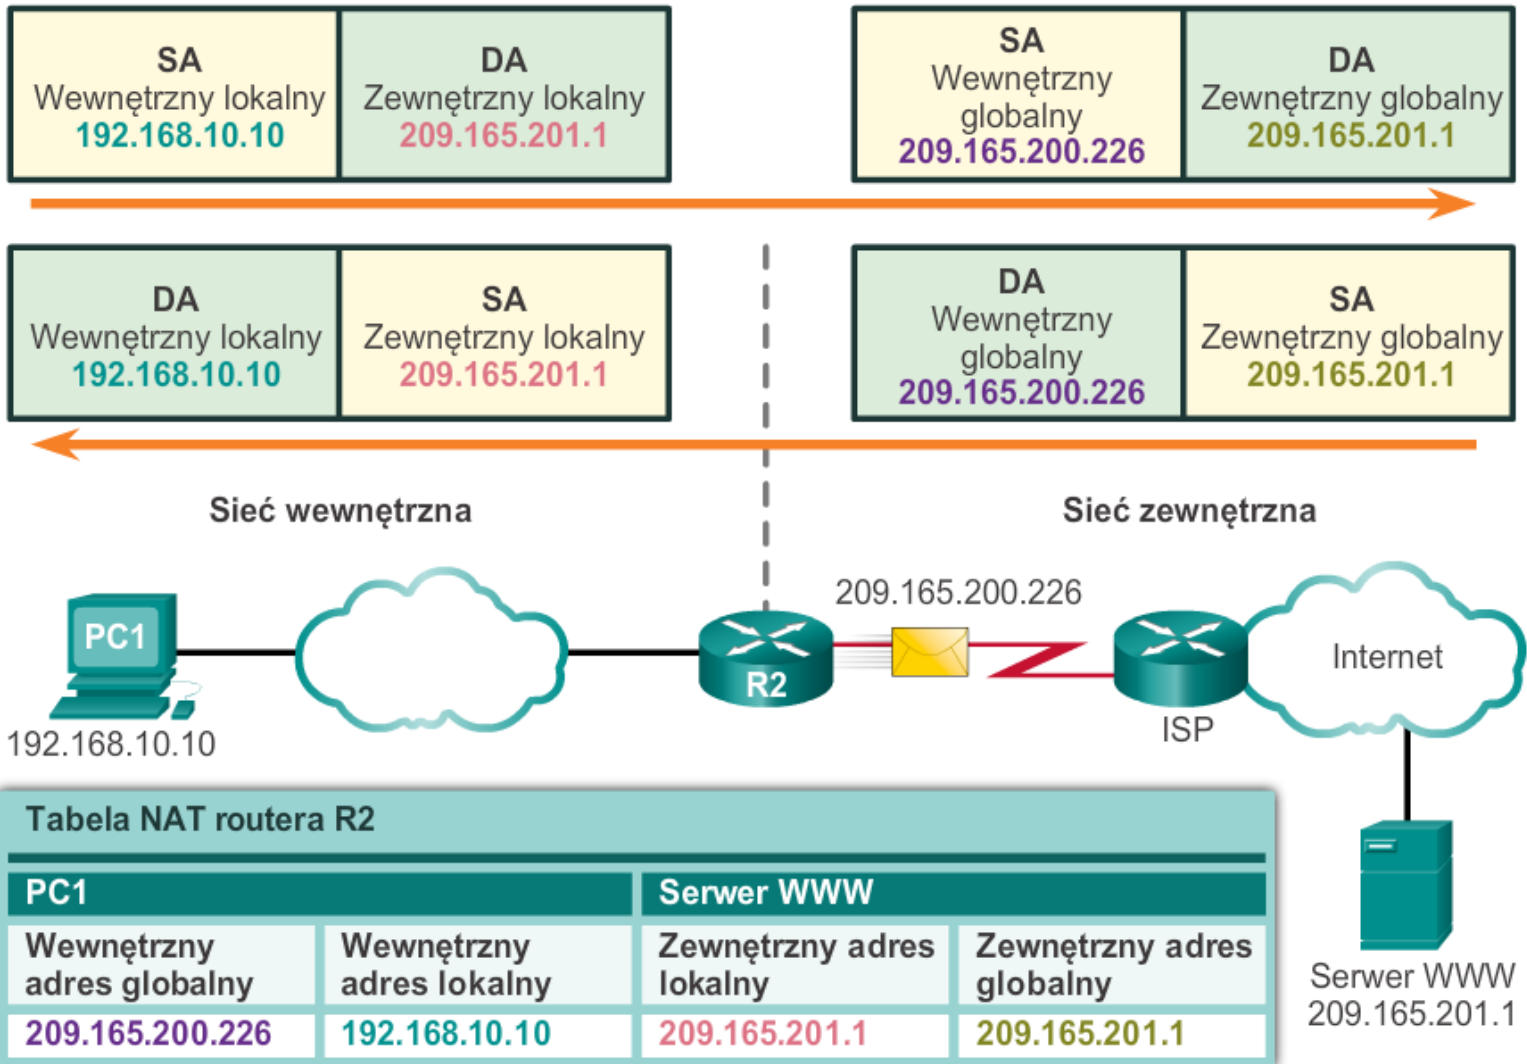 SA
Wewnętrzny lokalny
192.168.10.10
DA
Zewnętrzny lokalny
209.165.201.1
SA
Wewnętrzny
globalny
209.165.200.226
DA
Zewnętrzny globalny
209.165.201.1
DA
Wewnętrzny lokalny
192.168.10.10
SA
Zewnętrzny lokalny
209.165.201.1
DA
Wewnętrzny
globalny
209.165.200.226
SA
Zewnętrzny globalny
209.165.201.1
Sieć wewnętrzna
Sieć zewnętrzna
209.165.200.226
PC1
R2
Internet
ISP
192.168.10.10
Tabela NAT routera R2
PC1
Serwer WWW
Wewnętrzny
adres globalny
Wewnętrzny
adres lokalny
Zewnętrzny adres
lokalny
Zewnętrzny adres
globalny
209.165.200.226
192.168.10.10
209.165.201.1
209.165.201.1
Serwer WWW
209.165.201.1